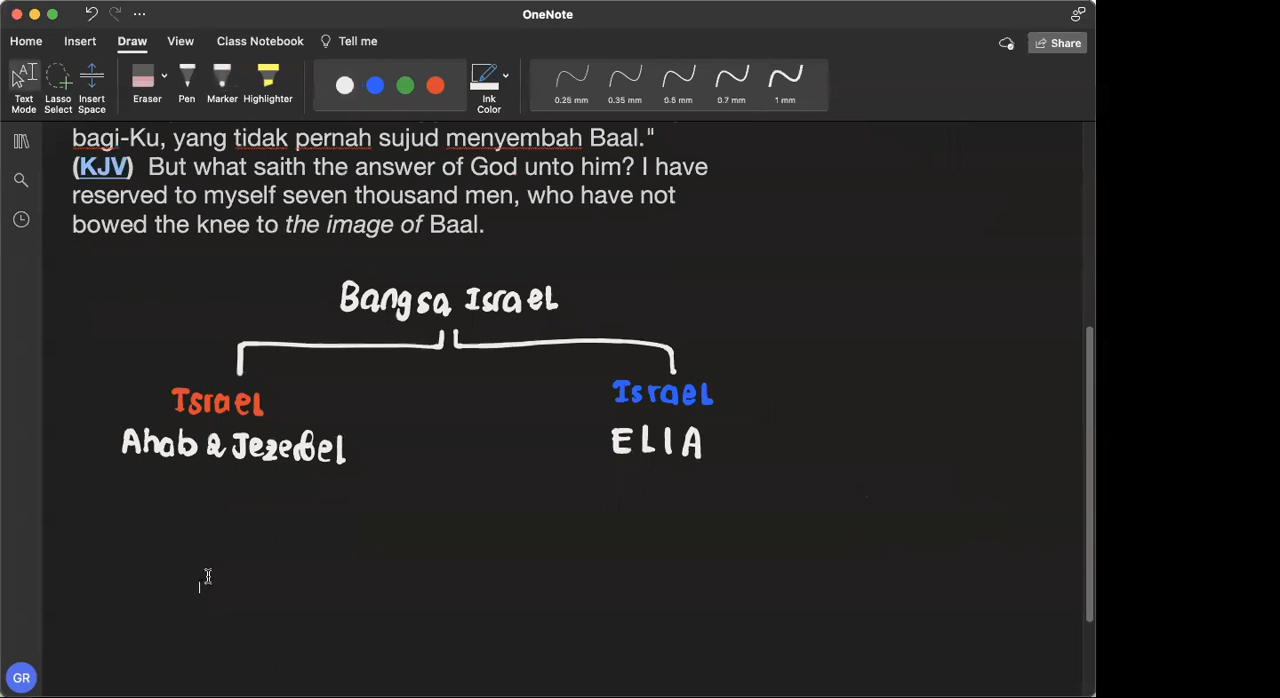 OneNote
Home Insert Draw View Class Notebook Tell me
Share
Text Mode
Lasso Select
Insert Space
Eraser
Pen
Marker
Highlighter
Ink Color
0.25 mm
0.35 mm
0.5 mm
0.7 mm
1 mm
bagi-Ku, yang tidak pernah sujud menyembah Baal."
(KJV) But what saith the answer of God unto him? I have
reserved to myself seven thousand men, who have not
bowed the knee to the image of Baal.
Bangsa Israel
Israel Israel
Ahab & Jezebel ELIA
GR